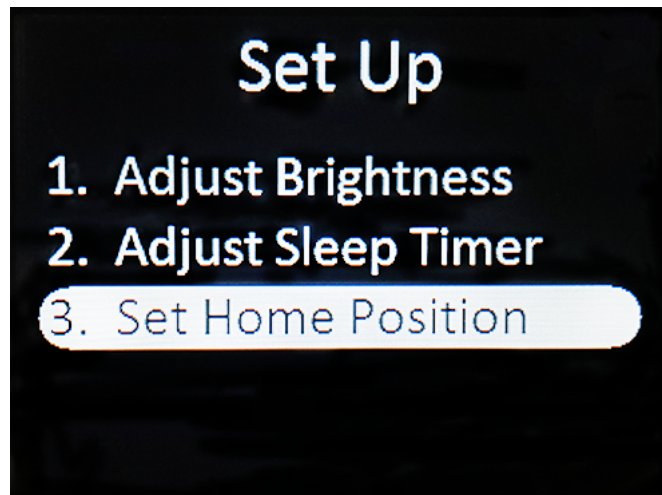 Set Up
1. Adjust Brightness
2. Adjust Sleep Timer
3. Set Home Position